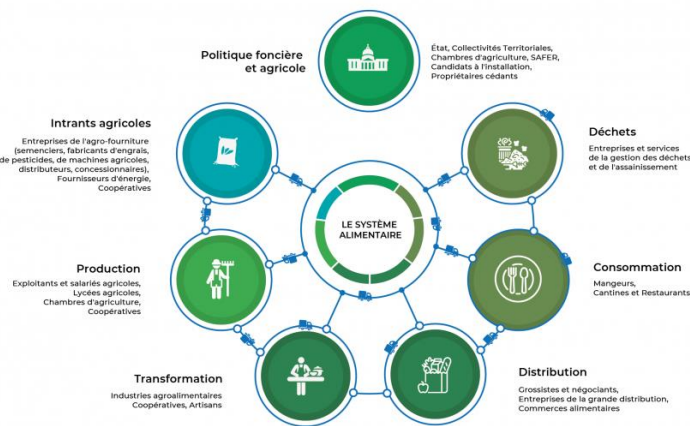 Politique foncière
et agricole
État, Collectivités Territoriales,
Chambres d'agriculture, SAFER,
Candidats à l'Installation,
Propriétaires cédants
Intrants agricoles
Entreprises de l'agro-fourniture
(semenciers, fabricants d'engrais,
de pesticides, de machines agricoles,
distributeurs, concessionnaires),
Fournisseurs d'énergie,
Coopératives
Déchets
Entreprises et services
de la gestion des déchets
et de l'assainissement
LE SYSTÈME
ALIMENTAIRE
Production
Exploitants et salariés agricoles,
Lycées agricoles,
Chambres d'agriculture,
Coopératives
Consommation
Mangeurs,
Cantines et Restaurants
Transformation
Industries agroalimentaires
Coopératives, Artisans
Distribution
Grossistes et négociants,
Entreprises de la grande distribution,
Commerces alimentaires